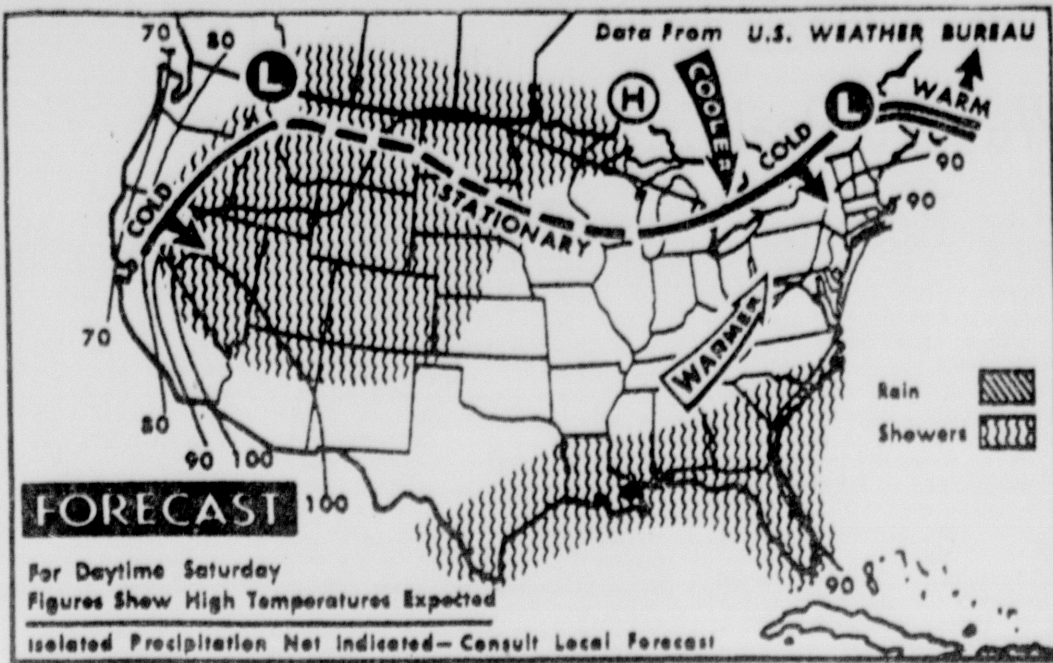 Data From U.S. WEATHER BUREAU
70
80
L
H
COOLER
L
WARM
COLD
90
90
COLD
STATIONARY
70
WARMER
Rain
Showers
80
90
100
100
FORECAST
For Daytime Saturday
Figures Show High Temperatures Expected
90
Isolated Precipitation Not Indicated—Consult Local Forecast